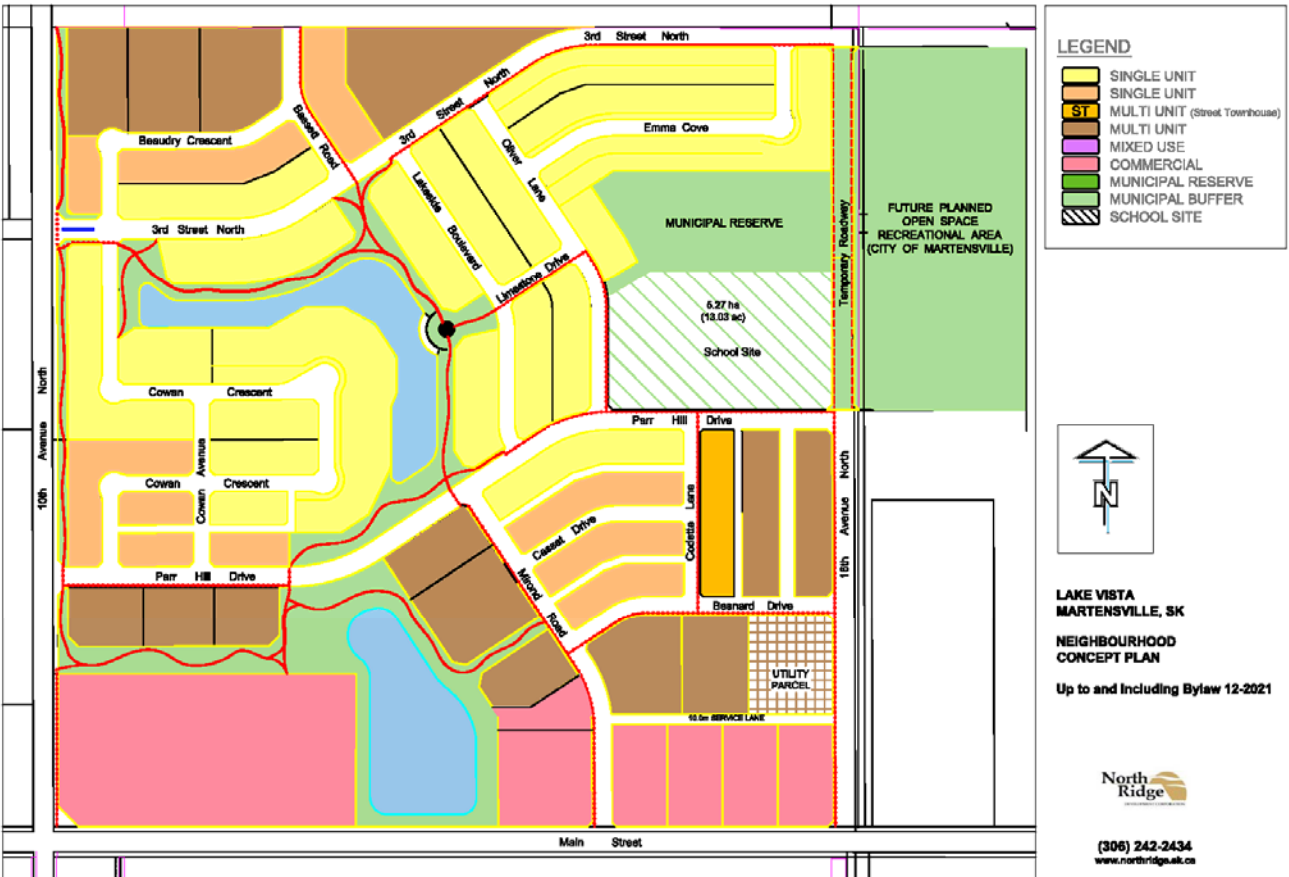 3rd Street North
Beaudry Crescent
Bassed Road
3rd Street North
Emma Cove
Oliver Lane
Lakeside Boulevard
3rd Street North
MUNICIPAL RESERVE
Temporary Roadway
FUTURE PLANNED
OPEN SPACE
RECREATIONAL AREA
(CITY OF MARTENSVILLE)
Limestone Drive
(13.03 ac)
School Site
10th Avenue North
Cowan Crescent
Cowan Avenue
Cowan Crescent
Parr Hill Drive
Parr Hill Drive
Casset Drive
Codette Lane
Mirond Road
16th Avenue North
Besnard Drive
UTILITY
PARCEL
10.0m SERVICE LANE
Main Street
LEGEND
SINGLE UNIT
SINGLE UNIT
ST MULTI UNIT (Street Townhouse)
MULTI UNIT
MIXED USE
COMMERCIAL
MUNICIPAL RESERVE
MUNICIPAL BUFFER
SCHOOL SITE
N
LAKE VISTA
MARTENSVILLE, SK
NEIGHBOURHOOD
CONCEPT PLAN
Up to and Including Bylaw 12-2021
North
Ridge
(306) 242-2434
www.northridge.sk.ca